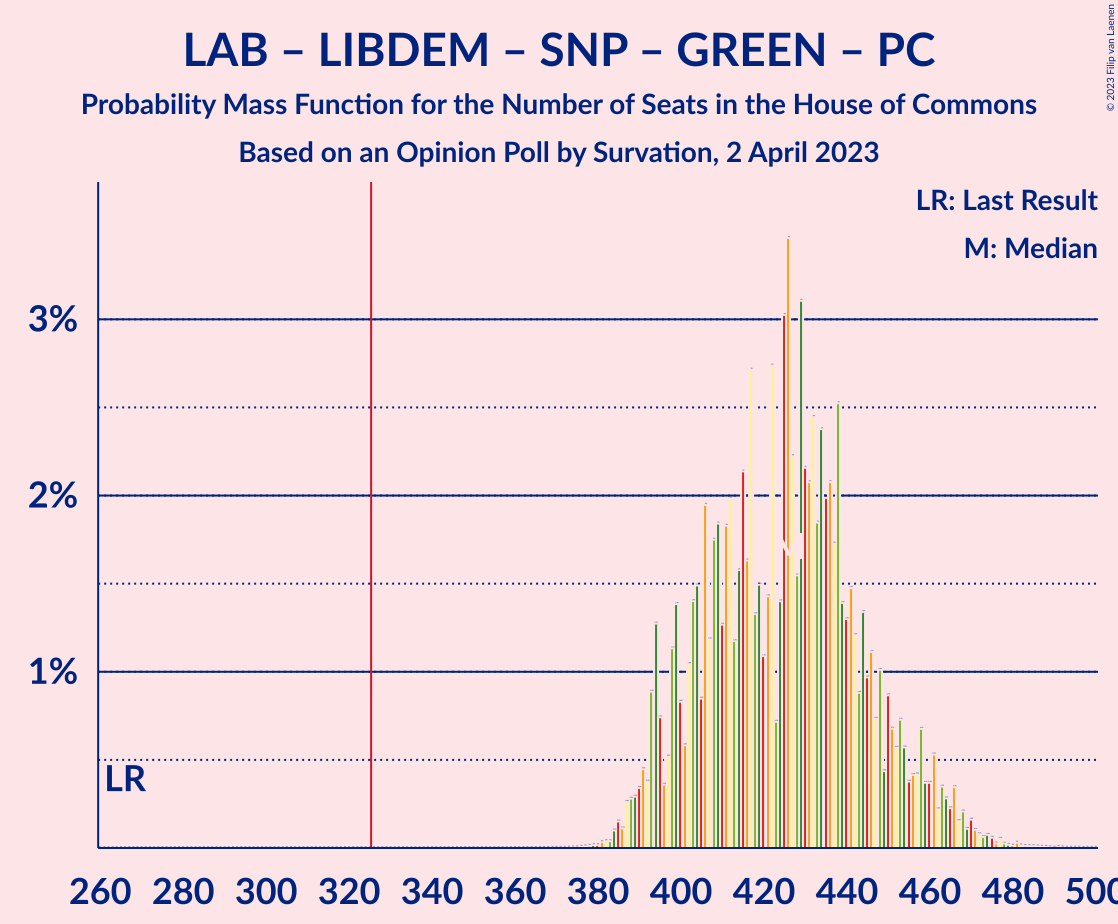 LAB – LIBDEM – SNP – GREEN – PC
Probability Mass Function for the Number of Seats in the House of Commons
Based on an Opinion Poll by Survation, 2 April 2023
© 2023 Filip van Laenen
LR: Last Result
M: Median
3%
2%
1%
LR
260 280 300 320 340 360 380 400 420 440 460 480 500